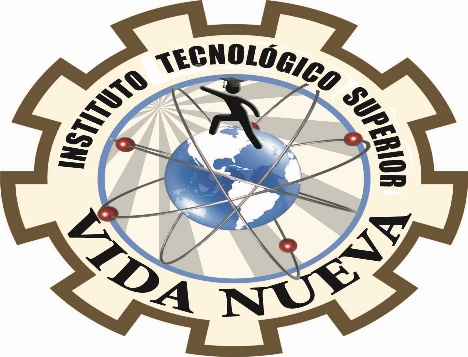 INSTITUTO TECNOLÓGICO SUPERIOR
VIDA NUEVA